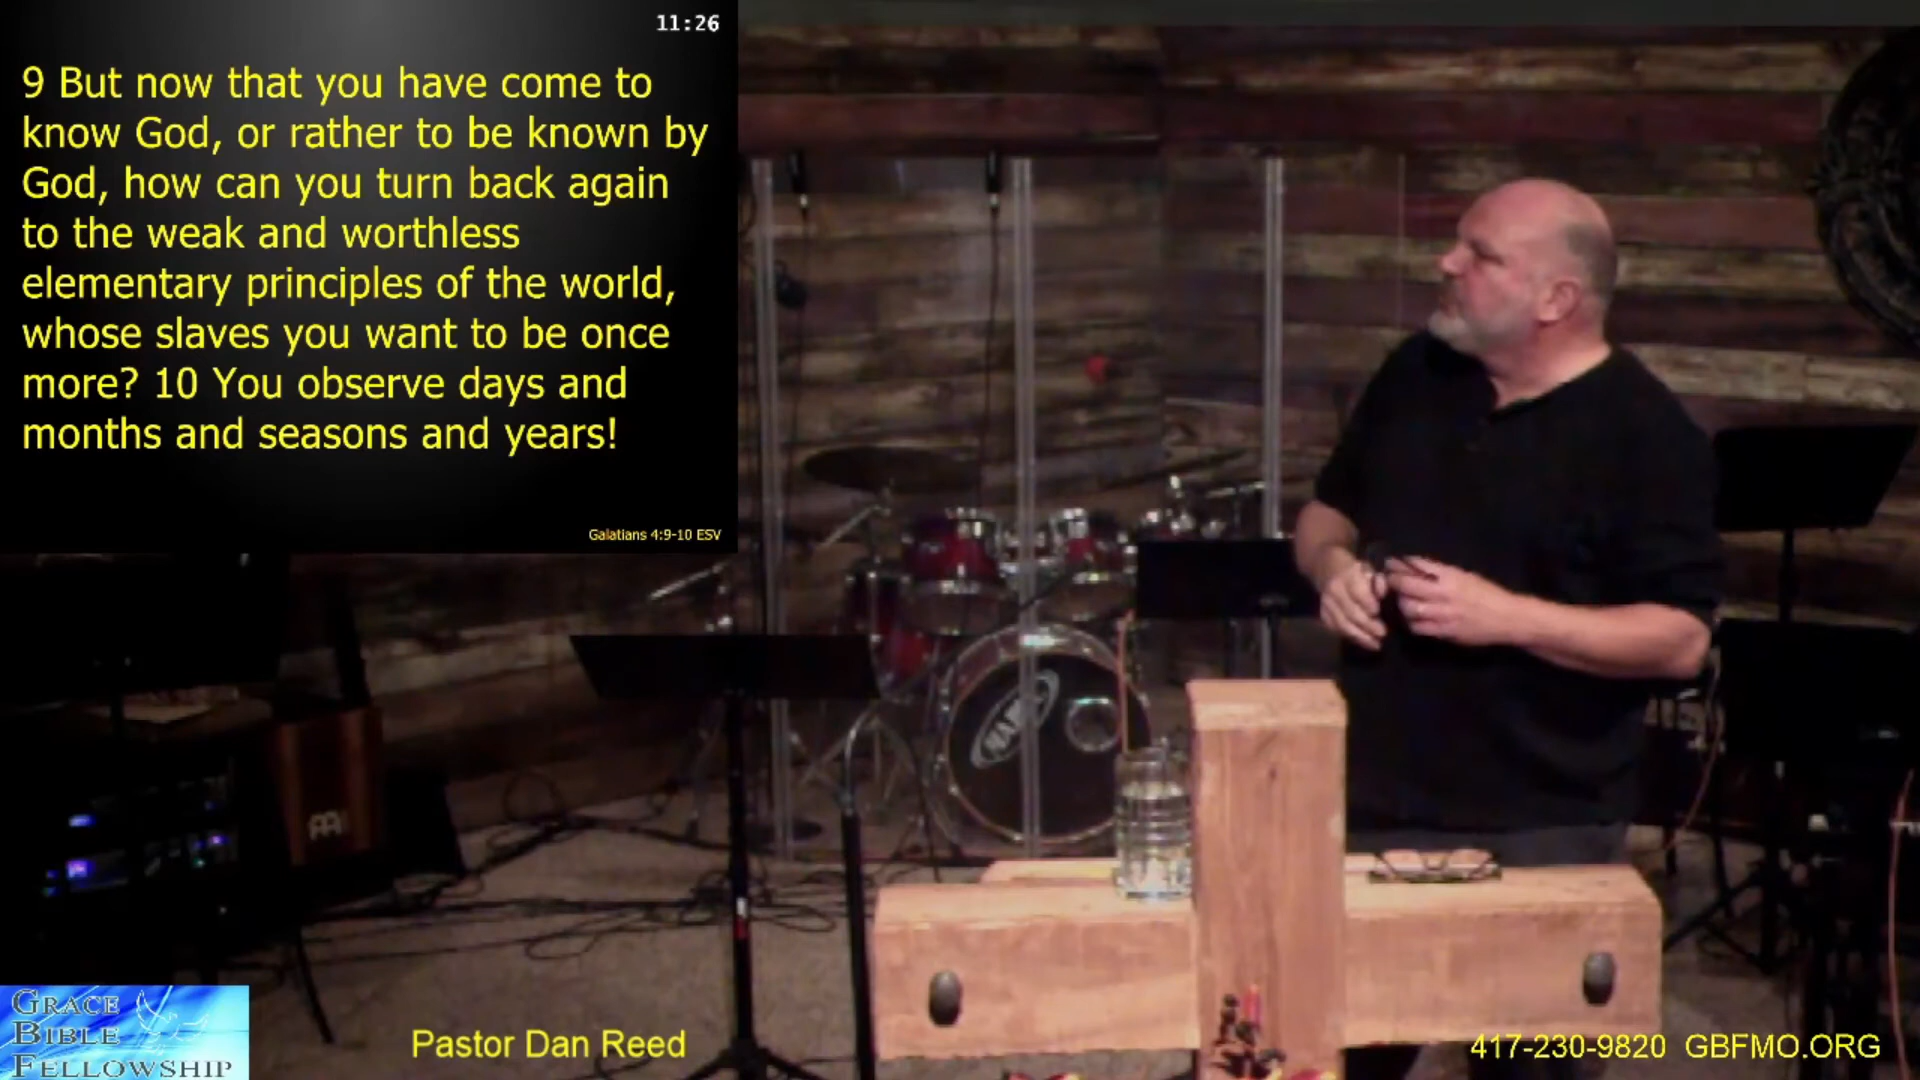 11:26
9 But now that you have come to
know God, or rather to be known by
God, how can you turn back again
to the weak and worthless
elementary principles of the world,
whose slaves you want to be once
more? 10 You observe days and
months and seasons and years!
Galatians 4:9-10 ESV
GRACE
BIBLE
FELLOWSHIP
Pastor Dan Reed
417-230-9820 GBFMO.ORG